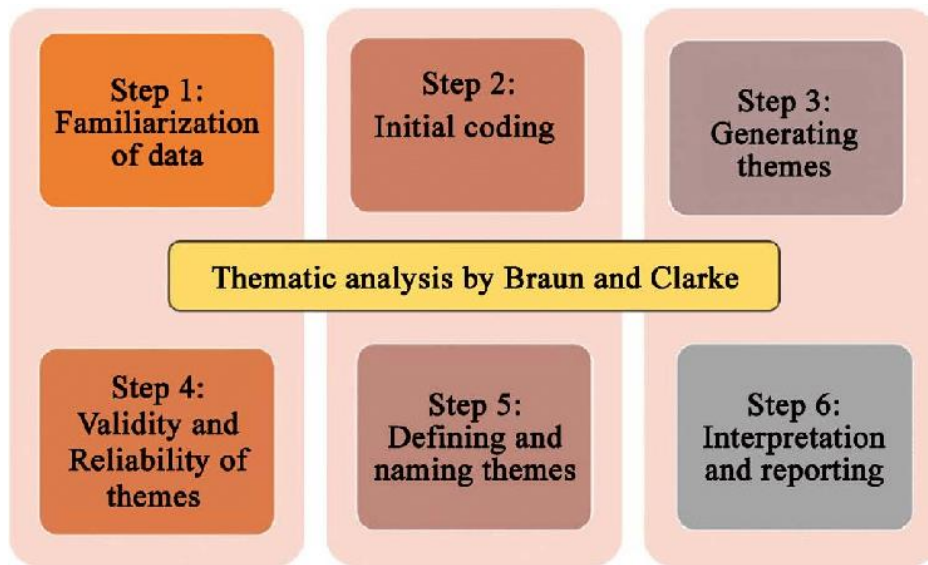 Step 1:
Familiarization
of data
Step 2:
Initial coding
Step 3:
Generating
themes
Thematic analysis by Braun and Clarke
Step 4:
Validity and
Reliability of
themes
Step 5:
Defining and
naming themes
Step 6:
Interpretation
and reporting